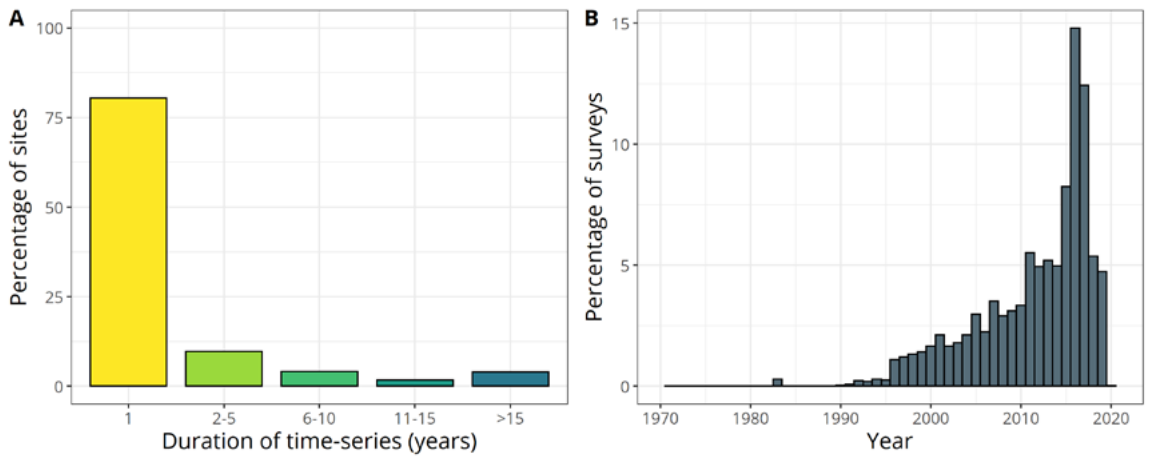 A
Percentage of sites
100
75
50
25
0
1 2-5 6-10 11-15 >15
Duration of time-series (years)
B
Percentage of surveys
15
10
5
0
1970 1980 1990 2000 2010 2020
Year